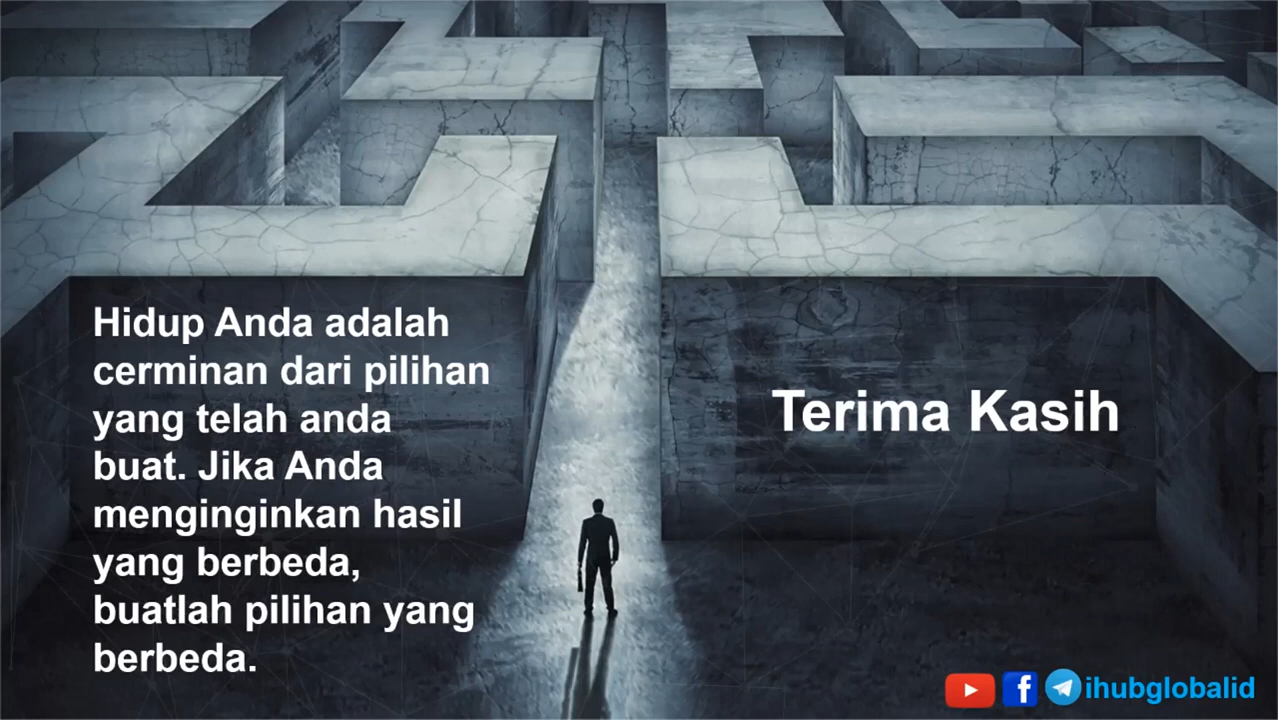 Hidup Anda adalah
cerminan dari pilihan
yang telah anda
buat. Jika Anda
menginginkan hasil
yang berbeda,
buatlah pilihan yang
berbeda.
Terima Kasih
ihubglobalid